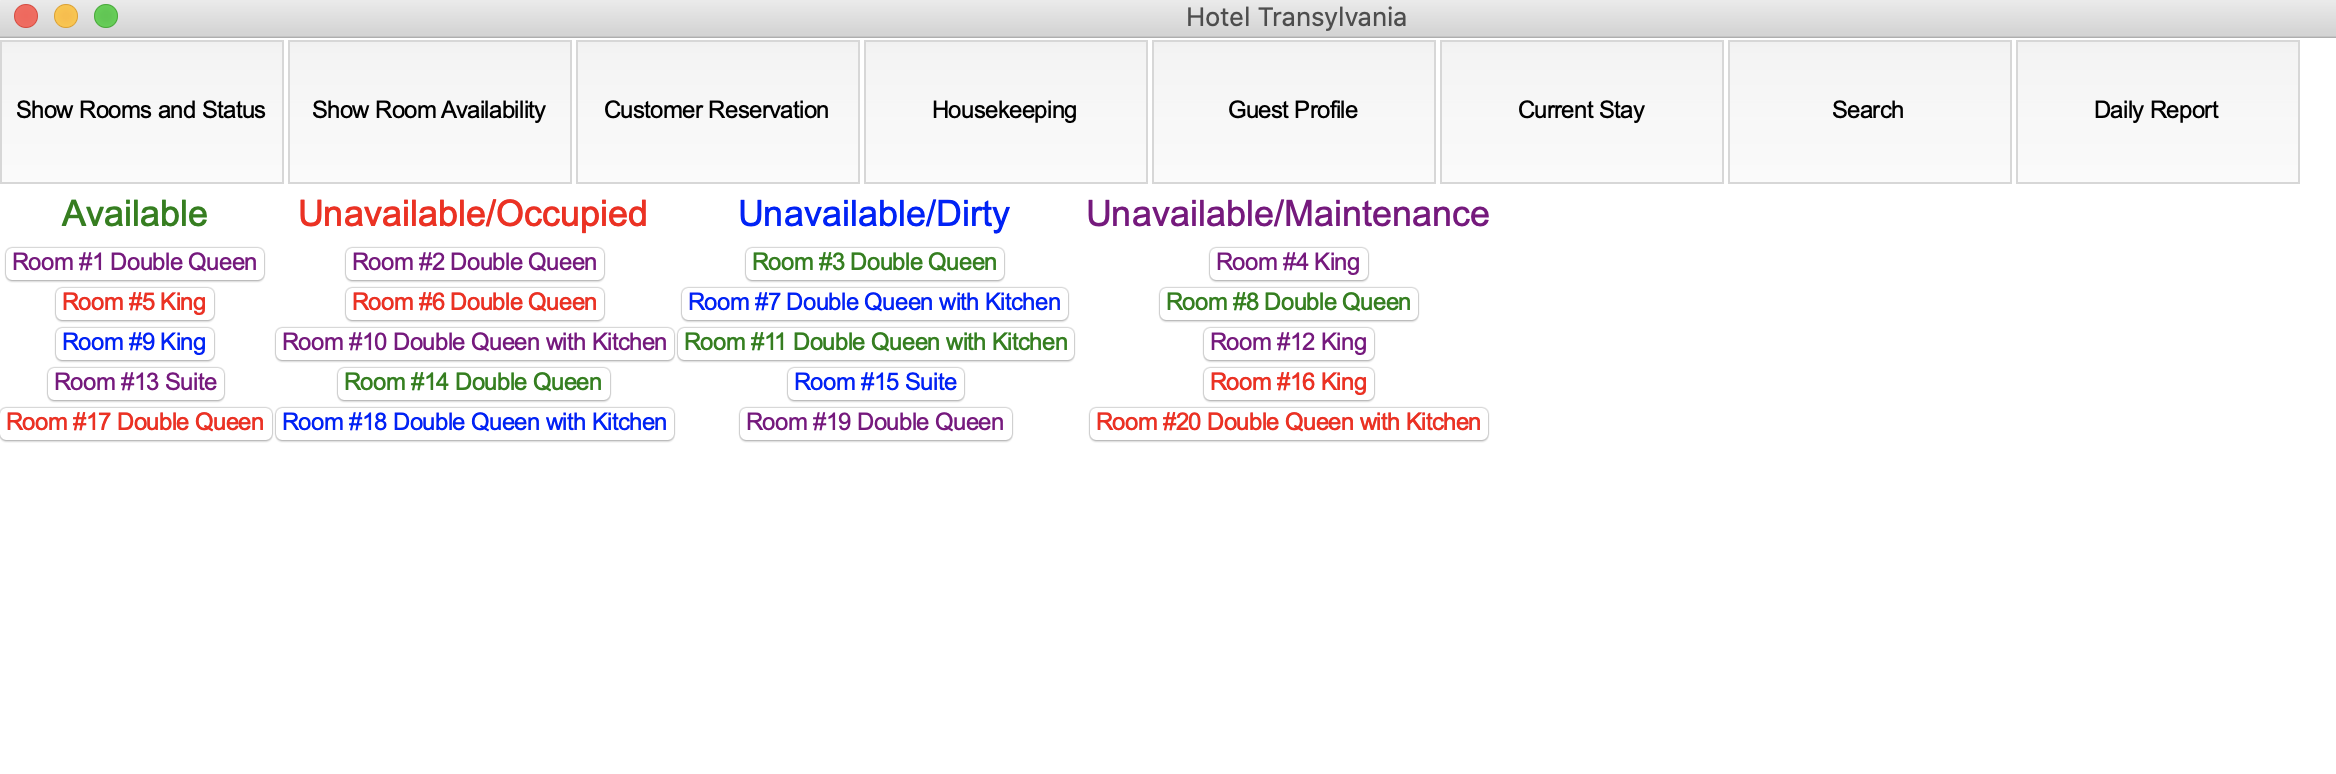 Hotel Transylvania
Show Rooms and Status Show Room Availability Customer Reservation Housekeeping Guest Profile Current Stay Search Daily Report
Available Unavailable/Occupied Unavailable/Dirty Unavailable/Maintenance
Room #1 Double Queen Room #2 Double Queen Room #3 Double Queen Room #4 King
Room #5 King Room #6 Double Queen Room #7 Double Queen with Kitchen Room #8 Double Queen
Room #9 King Room #10 Double Queen with Kitchen Room #11 Double Queen with Kitchen Room #12 King
Room #13 Suite Room #14 Double Queen Room #15 Suite Room #16 King
Room #17 Double Queen Room #18 Double Queen with Kitchen Room #19 Double Queen Room #20 Double Queen with Kitchen